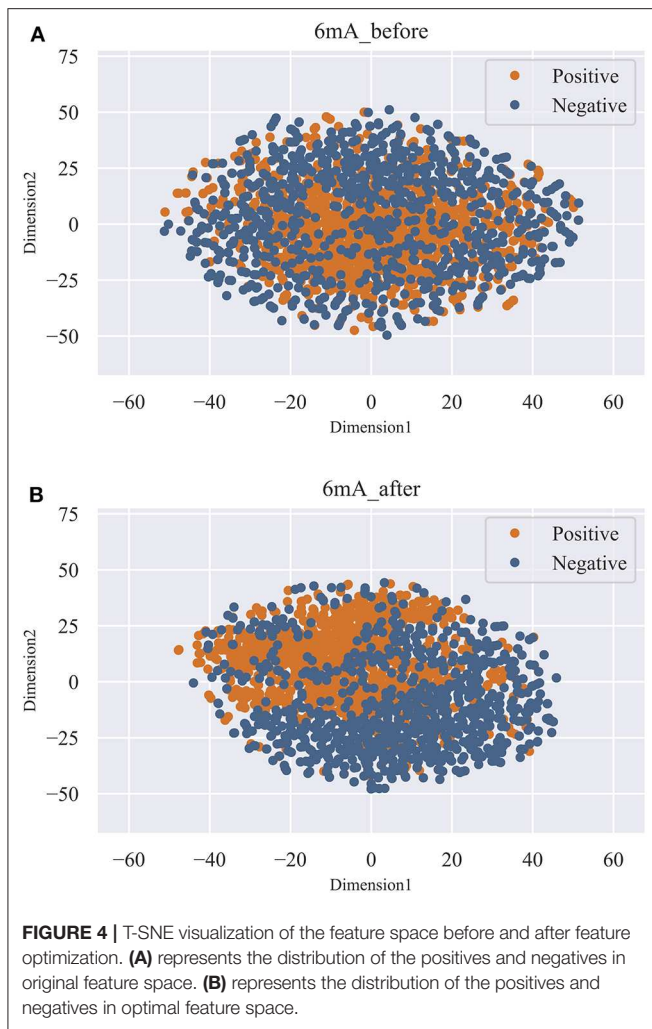 A
6mA_before
75
50
25
0
−25
−50
Dimension2
Positive
Negative
−60 −40 −20 0 20 40 60
Dimension1
B
6mA_after
75
50
25
0
−25
−50
Dimension2
Positive
Negative
−60 −40 −20 0 20 40 60
Dimension1
FIGURE 4 | T-SNE visualization of the feature space before and after feature
optimization. (A) represents the distribution of the positives and negatives in
original feature space. (B) represents the distribution of the positives and
negatives in optimal feature space.